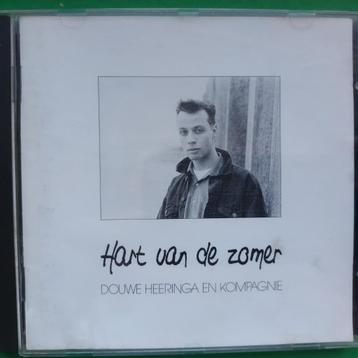 Hart van de zomer
DOUWE HEERINGA EN KOMPAGNIE